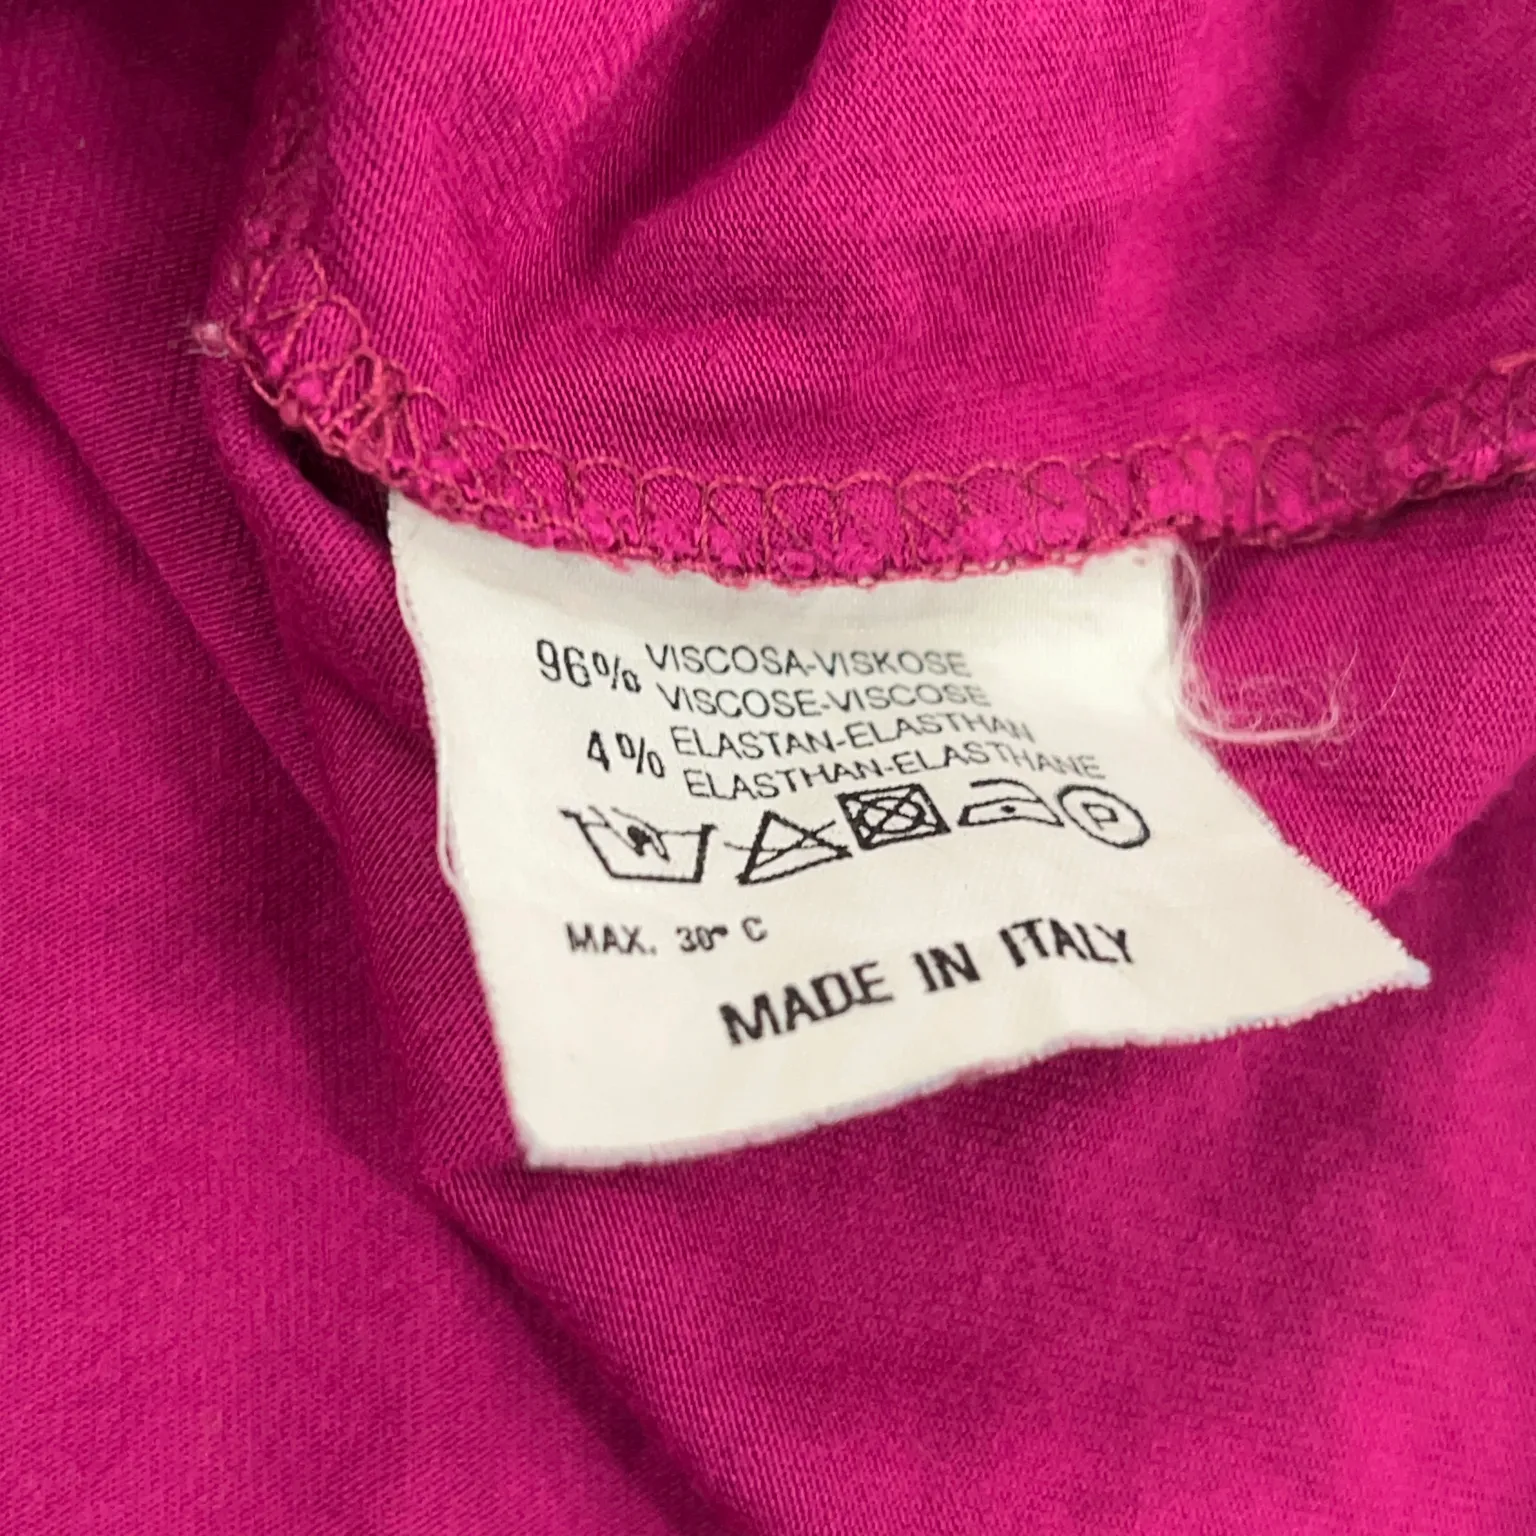 96% VISCOSA-VISKOSE
VISCOSE-VISCOSE
4% ELASTAN-ELASTHAN
ELASTHAN-ELASTHANE
P
MAX. 30° C
MADE IN ITALY